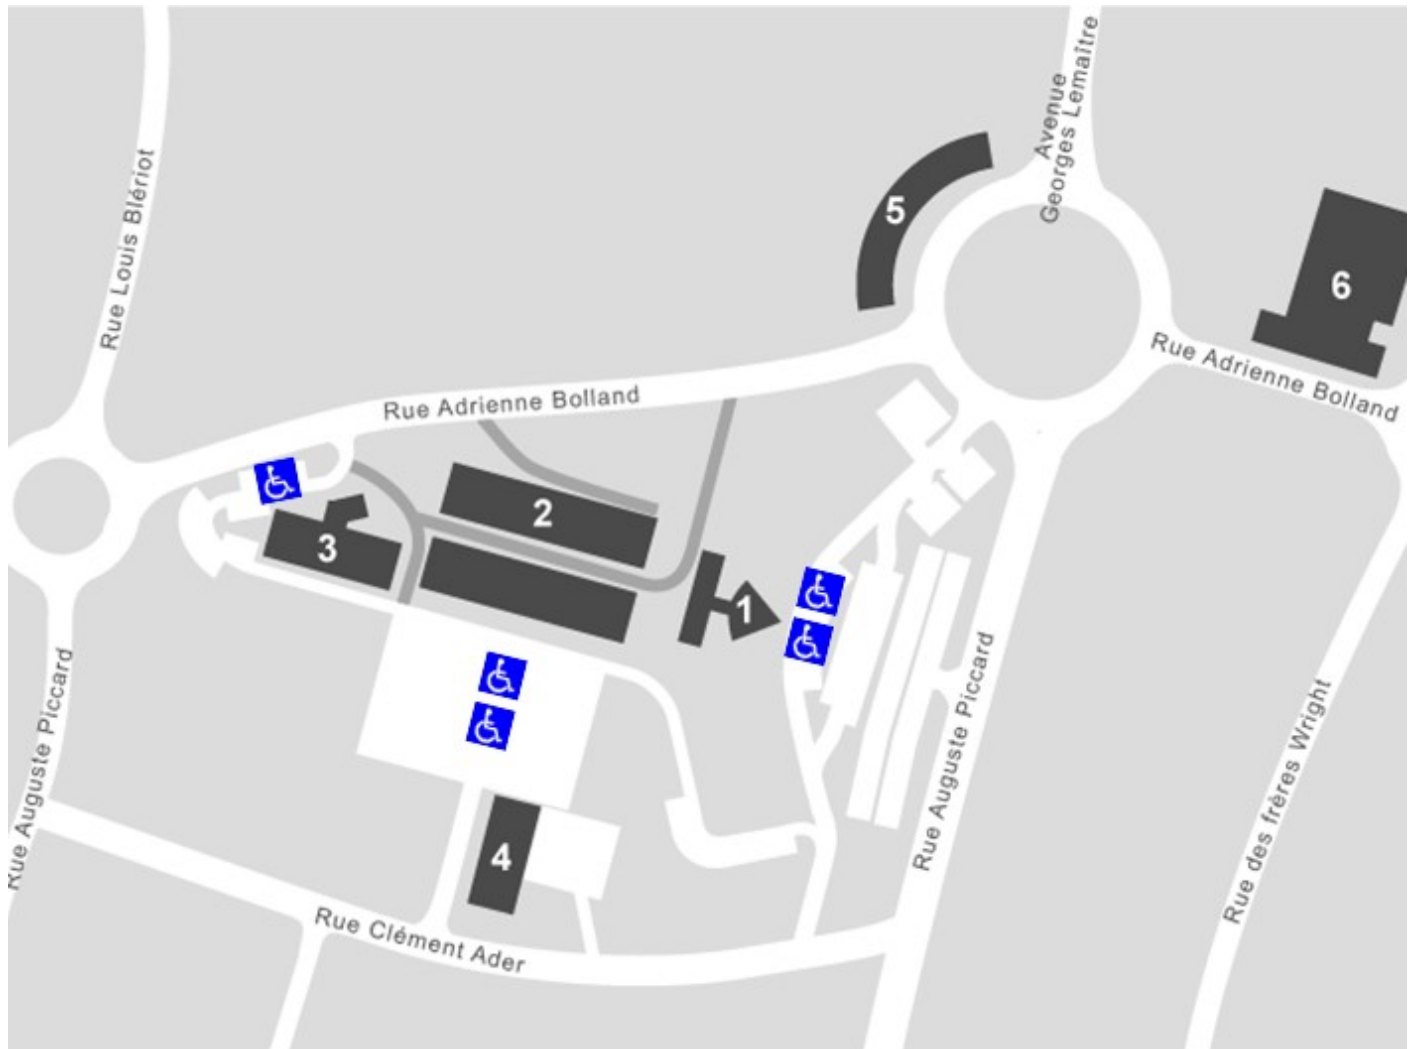 Avenue
Georges Lemaître
Rue Louis Blériot
5
6
Rue Adrienne Bolland
Rue Adrienne Bolland
2
3
1
Rue Auguste Piccard
Rue Auguste Piccard
Rue des frères Wright
4
Rue Clément Ader